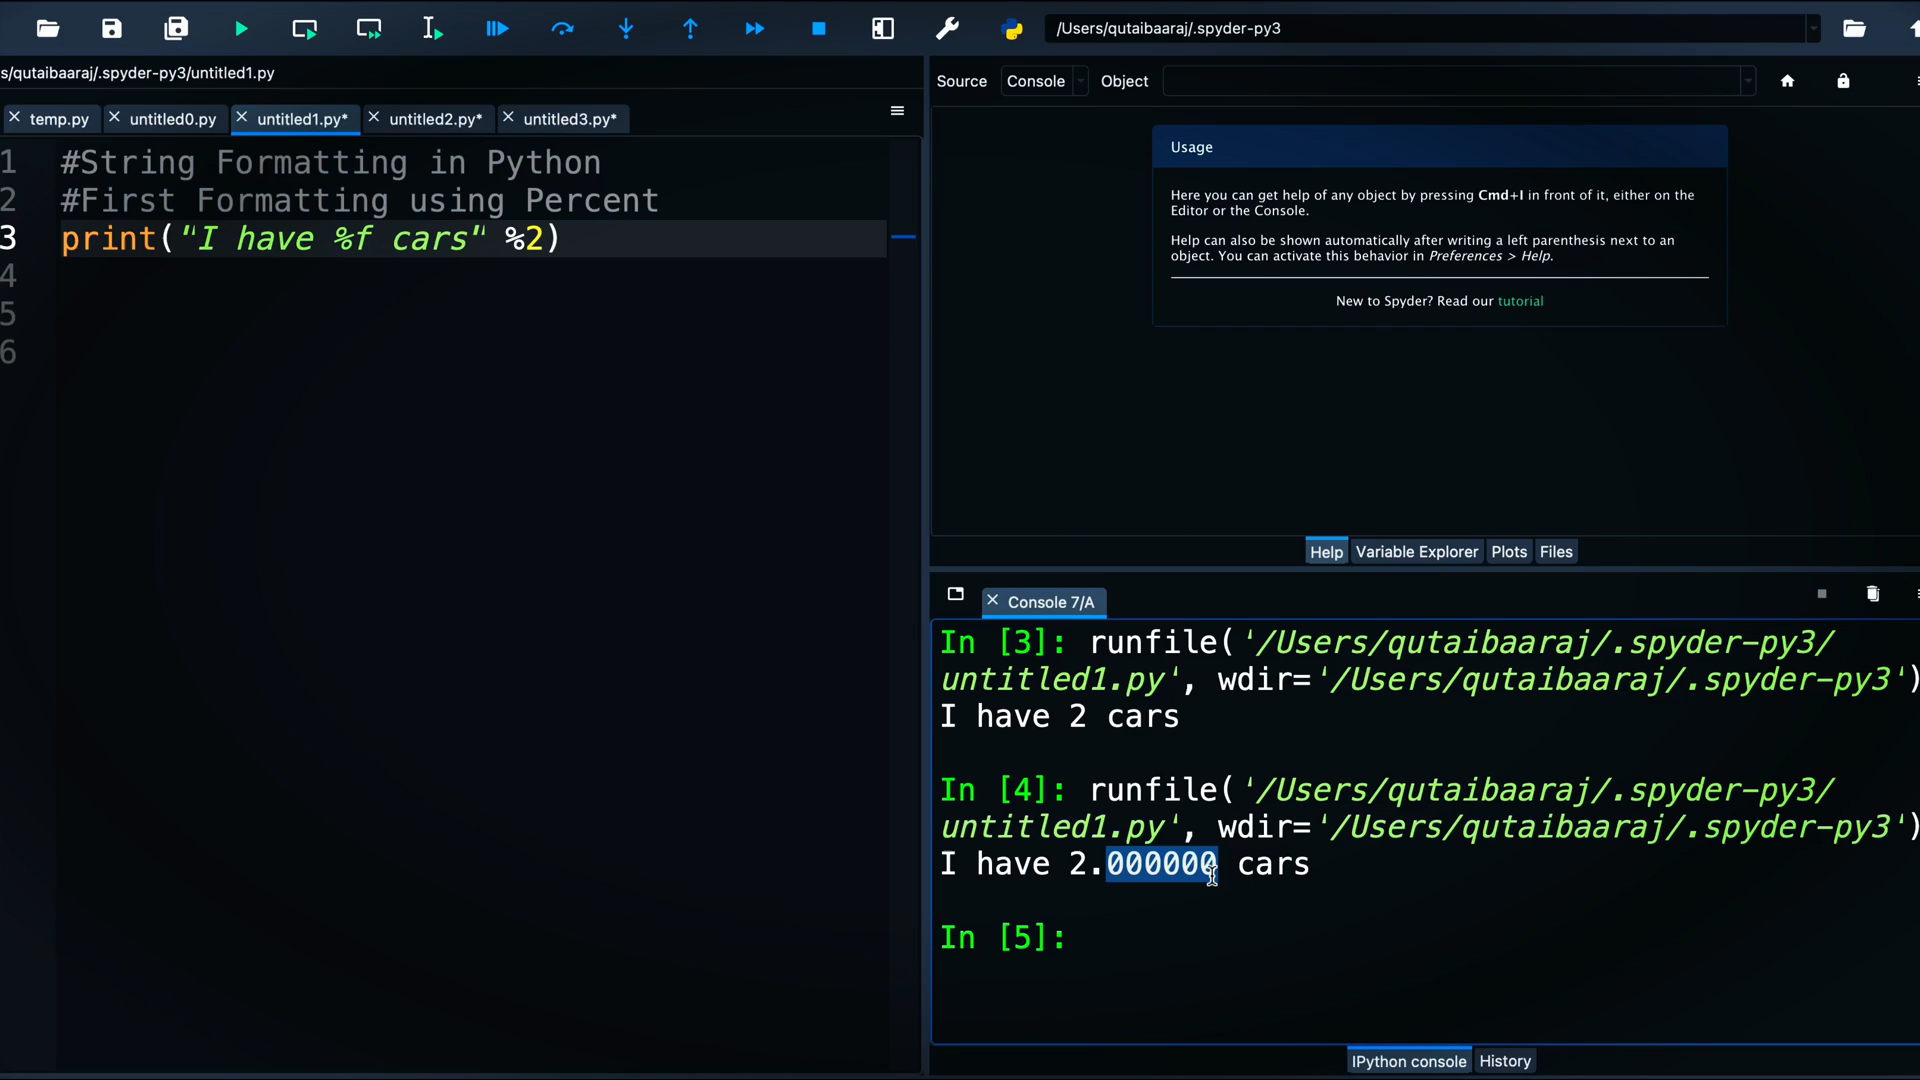 /Users/qutaibaaraj/.spyder-py3
s/qutaibaaraj/.spyder-py3/untitled1.py
temp.py
untitled0.py
untitled1.py*
untitled2.py*
untitled3.py*
1 #String Formatting in Python
2 #First Formatting using Percent
3 print("I have %f cars" %2)
4
5
6
Source Console Object
Usage
Here you can get help of any object by pressing Cmd+I in front of it, either on the
Editor or the Console.
Help can also be shown automatically after writing a left parenthesis next to an
object. You can activate this behavior in Preferences > Help.
New to Spyder? Read our tutorial
Help Variable Explorer Plots Files
Console 7/A
In [3]: runfile('/Users/qutaibaaraj/.spyder-py3/
untitled1.py', wdir='/Users/qutaibaaraj/.spyder-py3')
I have 2 cars
In [4]: runfile('/Users/qutaibaaraj/.spyder-py3/
untitled1.py', wdir='/Users/qutaibaaraj/.spyder-py3')
I have 2.000000 cars
In [5]:
IPython console History